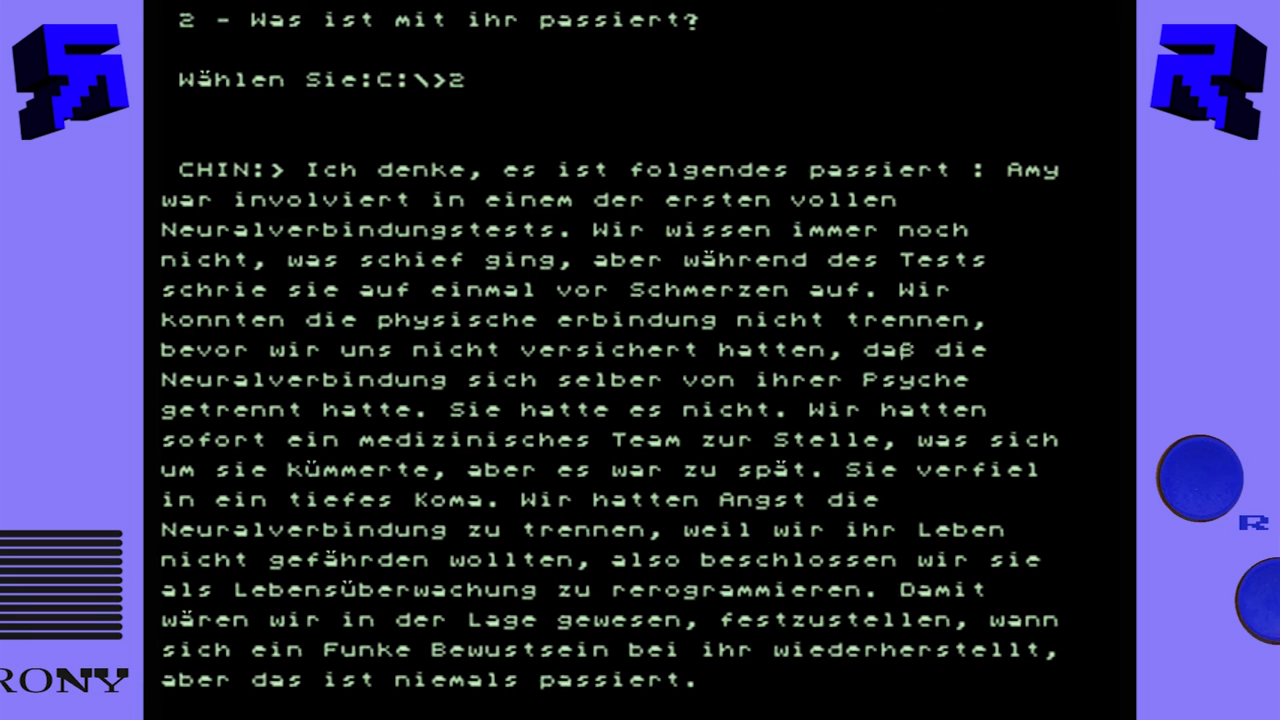 2 - Was ist mit ihr passiert?
Wählen Sie:C:\>2
CHIN:> Ich denke, es ist folgendes passiert : Amy
war involviert in einem der ersten vollen
Neuralverbindungstests. Wir wissen immer noch
nicht, was schief ging, aber während des Tests
schrie sie auf einmal vor Schmerzen auf. Wir
konnten die physische erbindung nicht trennen,
bevor wir uns nicht versichert hatten, daß die
Neuralverbindung sich selber von ihrer Psyche
getrennt hatte. Sie hatte es nicht. Wir hatten
sofort ein medizinisches Team zur Stelle, was sich
um sie kümmerte, aber es war zu spät. Sie verfiel
in ein tiefes Koma. Wir hatten Angst die
Neuralverbindung zu trennen, weil wir ihr Leben
nicht gefährden wollten, also beschlossen wir sie
als Lebensüberwachung zu rerogrammieren. Damit
wären wir in der Lage gewesen, festzustellen, wann
sich ein Funke Bewustsein bei ihr wiederherstellt,
aber das ist niemals passiert.
R
RONY